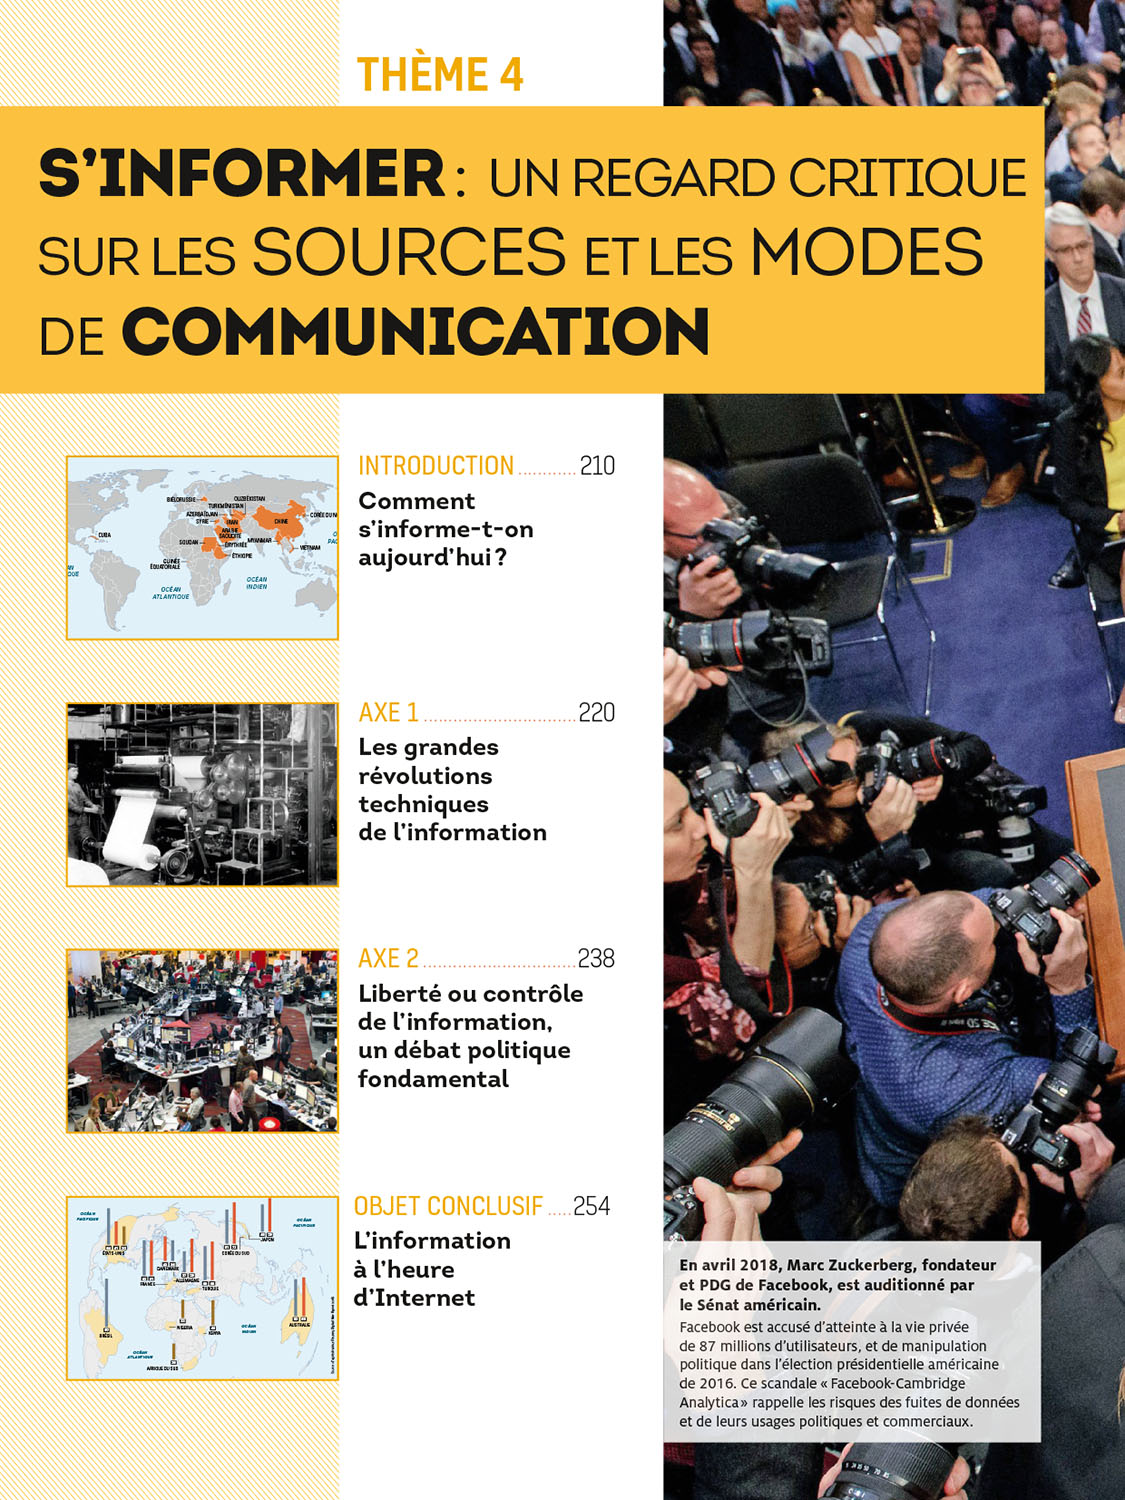 THÈME 4
S’INFORMER : UN REGARD CRITIQUE
SUR LES SOURCES ET LES MODES
DE COMMUNICATION
INTRODUCTION ........... 210
Comment
s’informe-t-on
aujourd’hui ?
BIÉLORUSSIE
OUZBÉKISTAN
TURKMÉNISTAN
AZERBAÏDJAN
SYRIE
IRAN
CHINE
CORÉE DU N
ARABIE
SAOUDITE
CUBA
SOUDAN
ÉRYTHRÉE
MYANMAR
VIETNAM
ÉTHIOPIE
GUINÉE
ÉQUATORIALE
OCÉAN
INDIEN
OCÉAN
ATLANTIQUE
AXE 1 .............................. 220
Les grandes
révolutions
techniques
de l’information
AXE 2 .............................. 238
Liberté ou contrôle
de l’information,
un débat politique
fondamental
OBJET CONCLUSIF ..... 254
L’information
à l’heure
d’Internet
OCÉAN
PACIFIQUE
OCÉAN
PACIFIQUE
ÉTATS-UNIS
CORÉE DU SUD
JAPON
DANEMARK
FRANCE
ALLEMAGNE
TURQUIE
BRÉSIL
NIGERIA
KENYA
AUSTRALIE
OCÉAN
INDIEN
OCÉAN
ATLANTIQUE
AFRIQUE DU SUD
En avril 2018, Marc Zuckerberg, fondateur
et PDG de Facebook, est auditionné par
le Sénat américain.
Facebook est accusé d’atteinte à la vie privée
de 87 millions d’utilisateurs, et de manipulation
politique dans l’élection présidentielle américaine
de 2016. Ce scandale « Facebook-Cambridge
Analytica » rappelle les risques des fuites de données
et de leurs usages politiques et commerciaux.